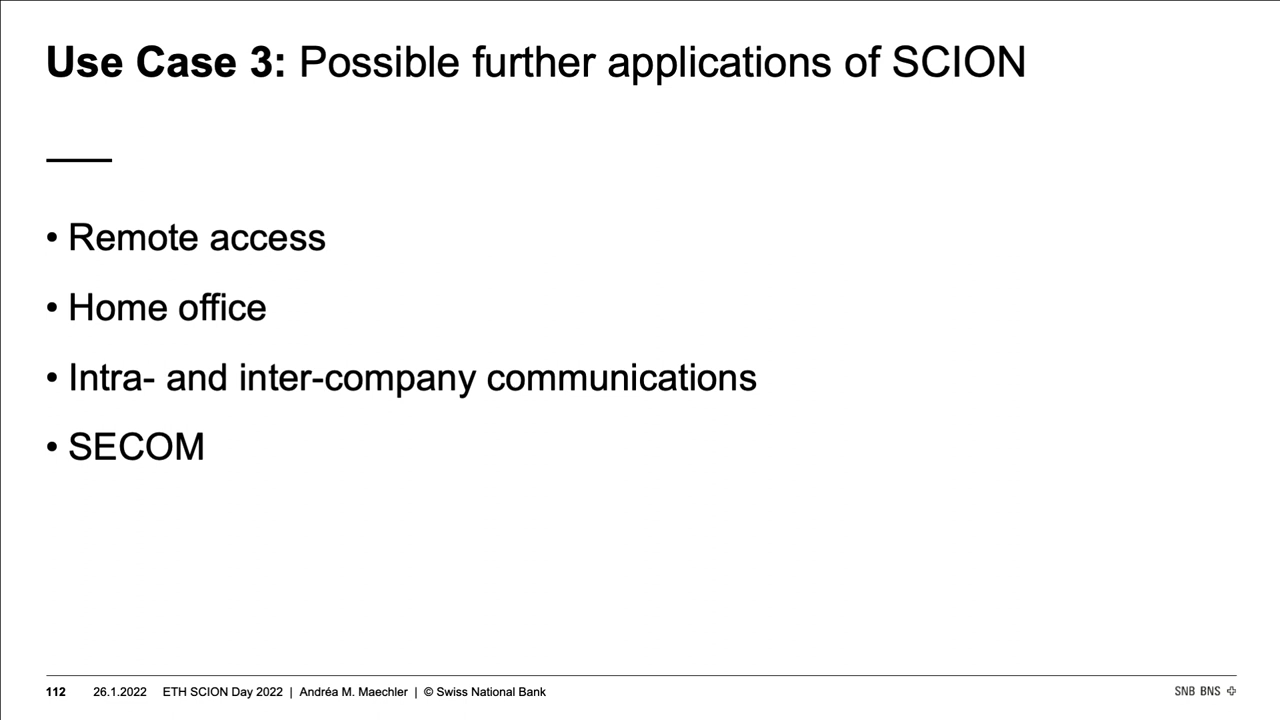 Use Case 3: Possible further applications of SCION
• Remote access
• Home office
• Intra- and inter-company communications
• SECOM
112 26.1.2022 ETH SCION Day 2022 | Andréa M. Maechler | © Swiss National Bank
SNB BNS